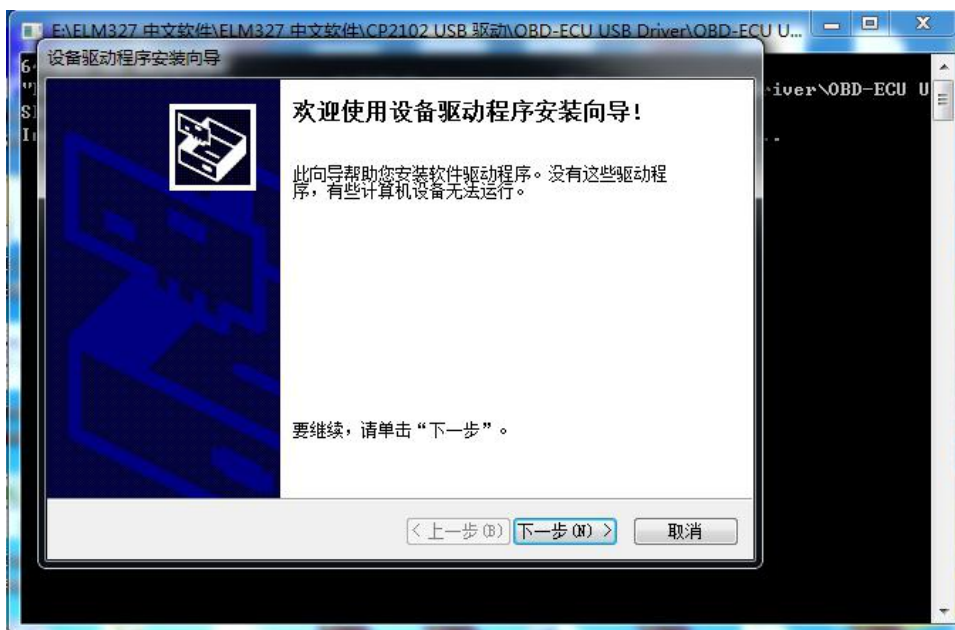 E:\ELM327 中文软件\ELM327 中文软件\CP2102 USB 驱动\OBD-ECU USB Driver\OBD-ECU U...
设备驱动程序安装向导
river\OBD-ECU U
欢迎使用设备驱动程序安装向导!
此向导帮助您安装软件驱动程序。没有这些驱动程
序，有些计算机设备无法运行。
要继续，请单击“下一步”。
< 上一步(B)
下一步(N) >
取消